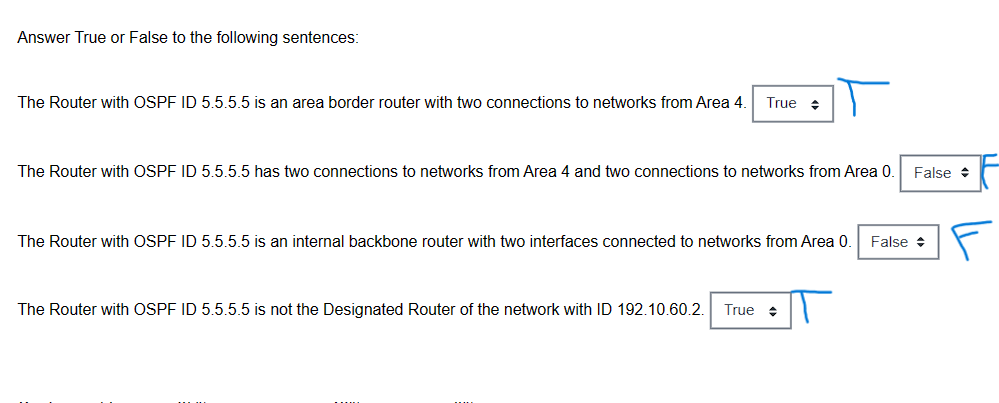 Answer True or False to the following sentences:
The Router with OSPF ID 5.5.5.5 is an area border router with two connections to networks from Area 4. True T
The Router with OSPF ID 5.5.5.5 has two connections to networks from Area 4 and two connections to networks from Area 0. False F
The Router with OSPF ID 5.5.5.5 is an internal backbone router with two interfaces connected to networks from Area 0. False F
The Router with OSPF ID 5.5.5.5 is not the Designated Router of the network with ID 192.10.60.2. True T